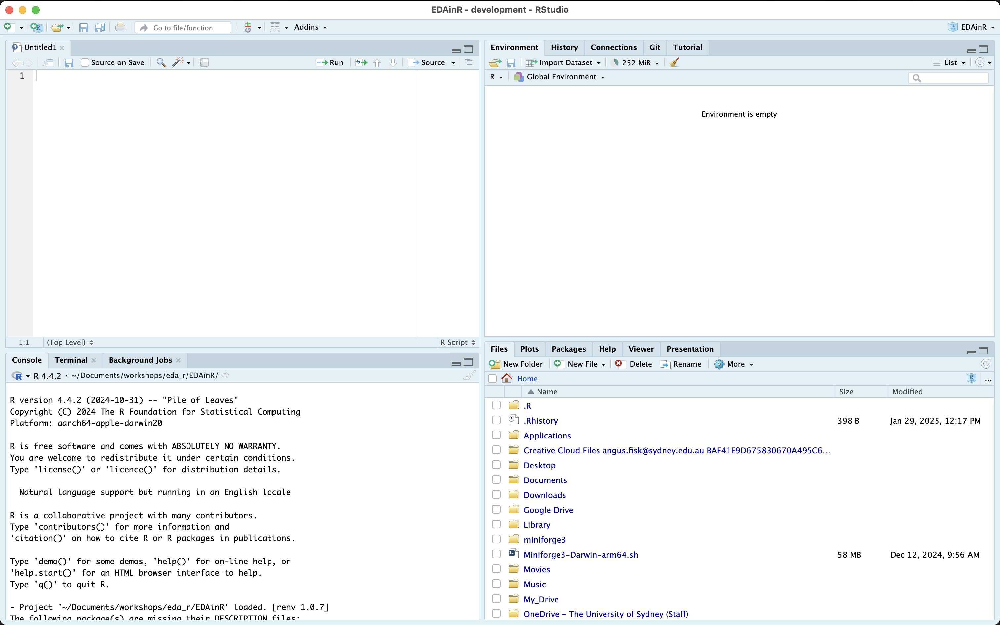 EDAinR - development - RStudio
Go to file/function
Addins
EDAinR
Untitled1
Source on Save
Run
Source
1
1:1
(Top Level)
R Script
Console
Terminal
Background Jobs
R 4.4.2 · ~/Documents/workshops/eda_r/EDAinR/
R version 4.4.2 (2024-10-31) -- "Pile of Leaves"
Copyright (C) 2024 The R Foundation for Statistical Computing
Platform: aarch64-apple-darwin20
R is free software and comes with ABSOLUTELY NO WARRANTY.
You are welcome to redistribute it under certain conditions.
Type 'license()' or 'licence()' for distribution details.
Natural language support but running in an English locale
R is a collaborative project with many contributors.
Type 'contributors()' for more information and
'citation()' on how to cite R or R packages in publications.
Type 'demo()' for some demos, 'help()' for on-line help, or
'help.start()' for an HTML browser interface to help.
Type 'q()' to quit R.
- Project '~/Documents/workshops/eda_r/EDAinR' loaded. [renv 1.0.7]
The following package(s) are missing their DESCRIPTION files:
Environment
History
Connections
Git
Tutorial
Import Dataset
252 MiB
List
R
Global Environment
Environment is empty
Files
Plots
Packages
Help
Viewer
Presentation
New Folder
New File
Delete
Rename
More
Home
...
Name Size Modified
.R
.Rhistory 398 B Jan 29, 2025, 12:17 PM
Applications
Creative Cloud Files angus.fisk@sydney.edu.au BAF41E9D675830670A495C6...
Desktop
Documents
Downloads
Google Drive
Library
miniforge3
Miniforge3-Darwin-arm64.sh 58 MB Dec 12, 2024, 9:56 AM
Movies
Music
My_Drive
OneDrive - The University of Sydney (Staff)